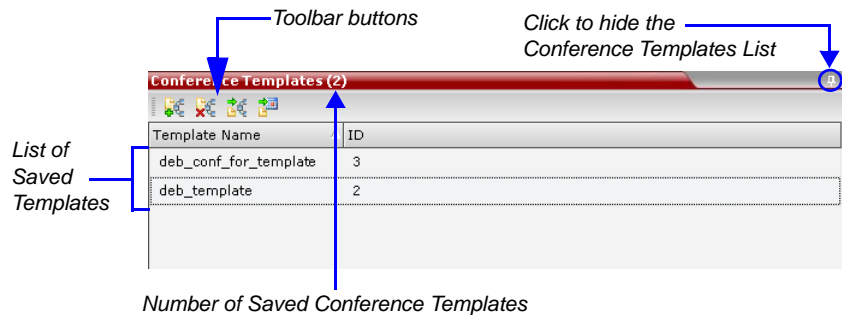 Toolbar buttons
Click to hide the
Conference Templates List
Conference Templates (2)
Template Name ID
List of
Saved
Templates
deb_conf_for_template 3
deb_template 2
Number of Saved Conference Templates